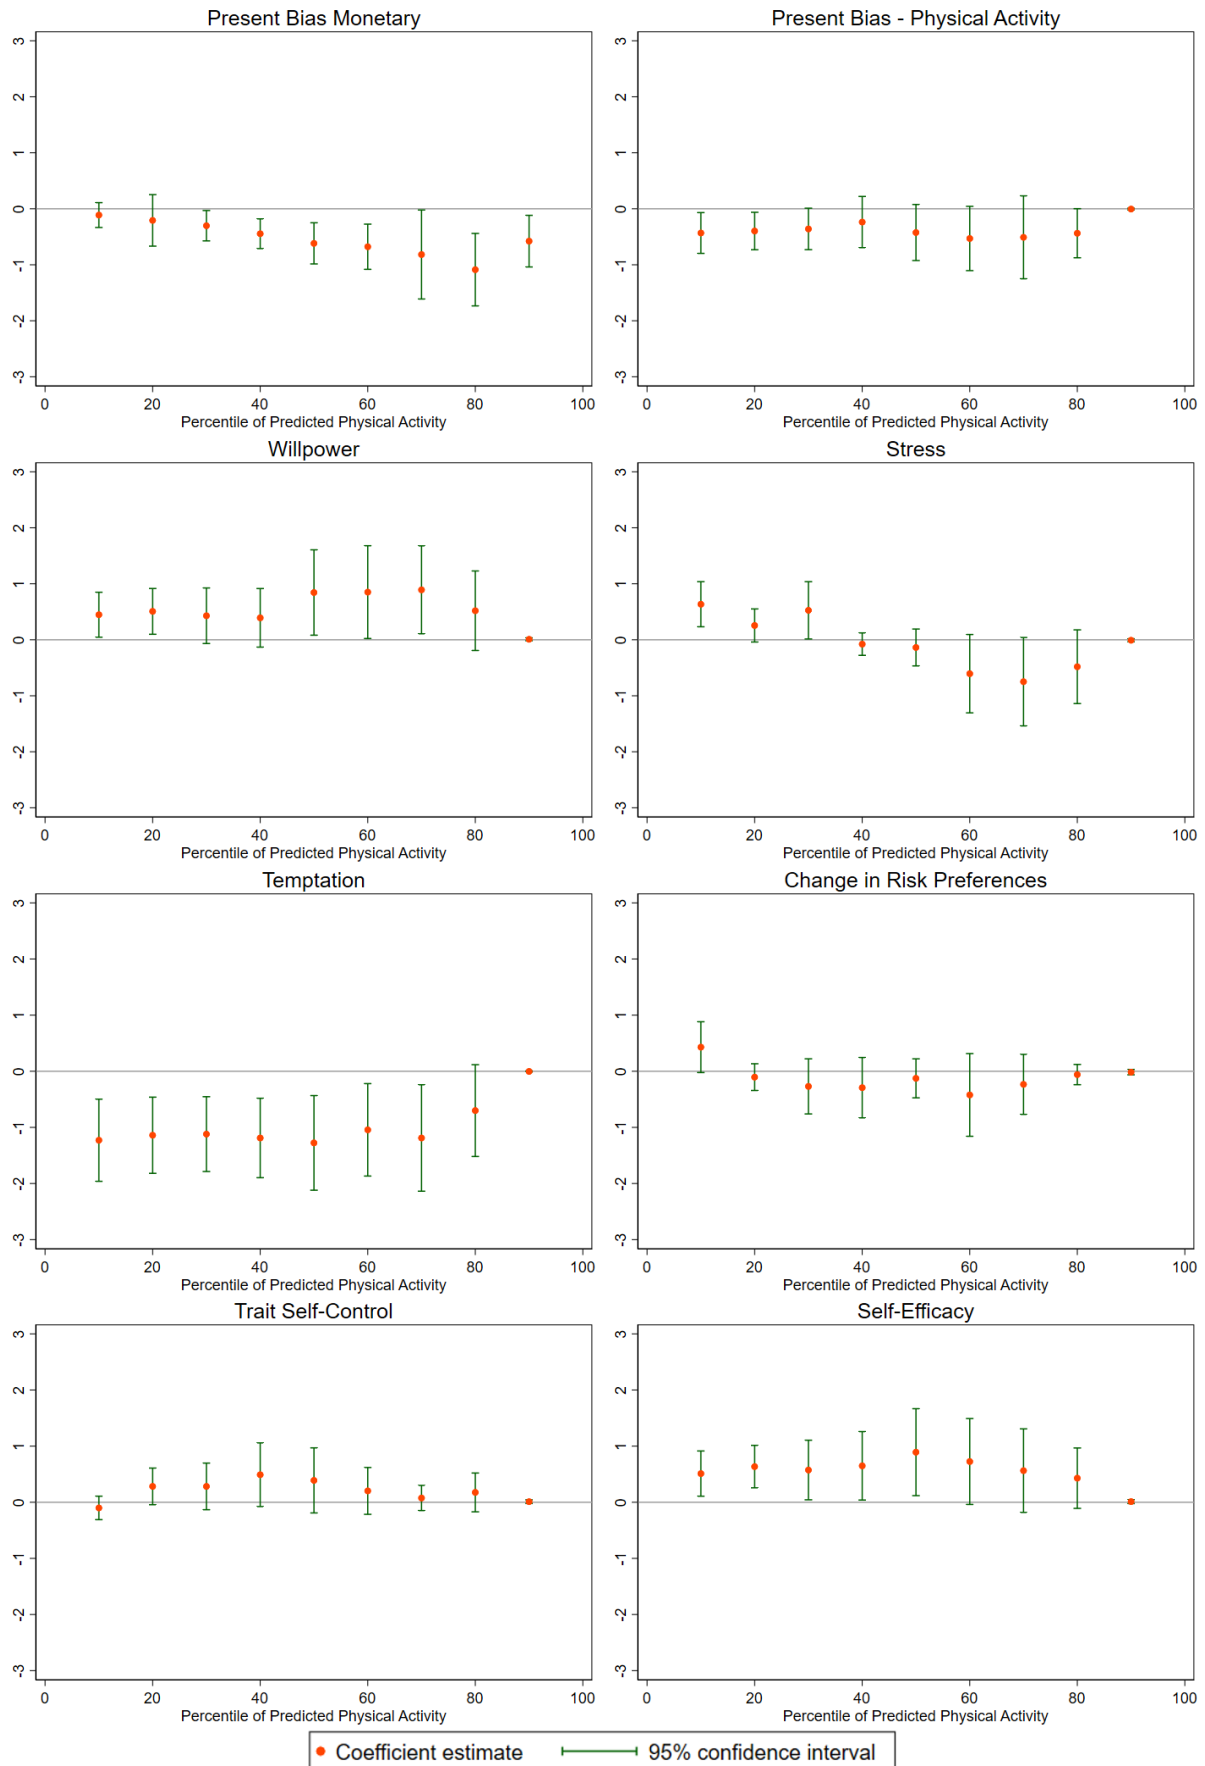 Present Bias Monetary
3
2
1
0
-1
-2
-3
0 20 40 60 80 100
Percentile of Predicted Physical Activity
Present Bias - Physical Activity
3
2
1
0
-1
-2
-3
0 20 40 60 80 100
Percentile of Predicted Physical Activity
Willpower
3
2
1
0
-1
-2
-3
0 20 40 60 80 100
Percentile of Predicted Physical Activity
Stress
3
2
1
0
-1
-2
-3
0 20 40 60 80 100
Percentile of Predicted Physical Activity
Temptation
3
2
1
0
-1
-2
-3
0 20 40 60 80 100
Percentile of Predicted Physical Activity
Change in Risk Preferences
3
2
1
0
-1
-2
-3
0 20 40 60 80 100
Percentile of Predicted Physical Activity
Trait Self-Control
3
2
1
0
-1
-2
-3
0 20 40 60 80 100
Percentile of Predicted Physical Activity
Self-Efficacy
3
2
1
0
-1
-2
-3
0 20 40 60 80 100
Percentile of Predicted Physical Activity
Coefficient estimate 95% confidence interval